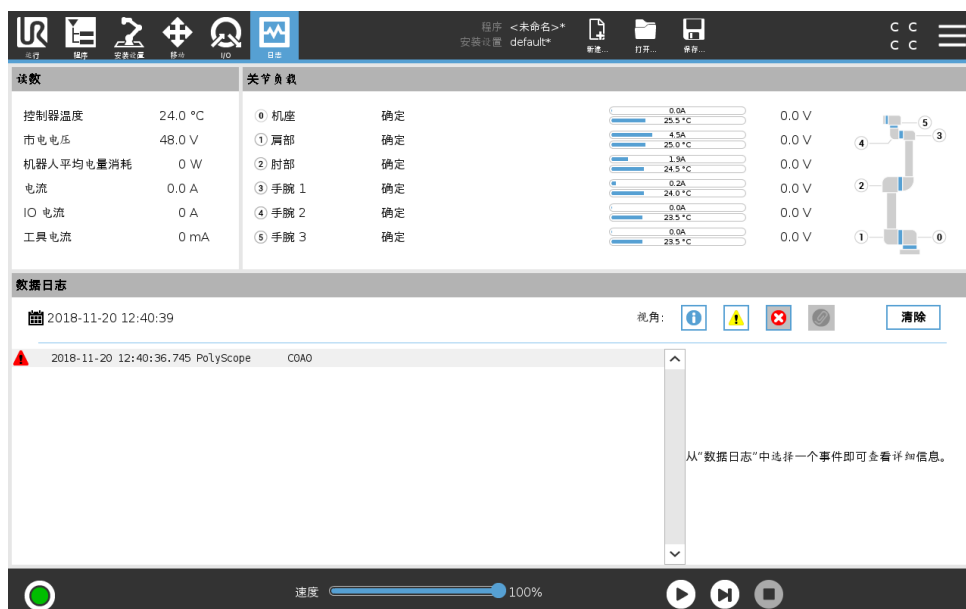 程序 <未命名>*
安装设置 default*
新建... 打开... 保存...
C C
C C
运行 程序 安装设置 移动 I/O 日志
读数
关节负载
控制器温度 24.0 °C
市电电压 48.0 V
机器人平均电量消耗 0 W
电流 0.0 A
IO 电流 0 A
工具电流 0 mA
0 机座 确定 0.0A 25.5 °C 0.0 V
1 肩部 确定 4.5A 25.0 °C 0.0 V
2 肘部 确定 1.9A 24.5 °C 0.0 V
3 手腕 1 确定 0.2A 24.0 °C 0.0 V
4 手腕 2 确定 0.0A 23.5 °C 0.0 V
5 手腕 3 确定 0.0A 23.5 °C 0.0 V
5
4 3
2
1 0
数据日志
2018-11-20 12:40:39 视角: 清除
2018-11-20 12:40:36.745 PolyScope C0A0
从"数据日志"中选择一个事件即可查看详细信息。
速度 100%